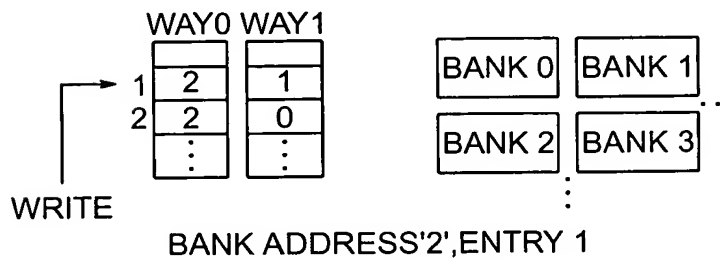 WAY0 WAY1
BANK 0 BANK 1
1 2 1
2 2 0
BANK 2 BANK 3
WRITE
BANK ADDRESS'2',ENTRY 1